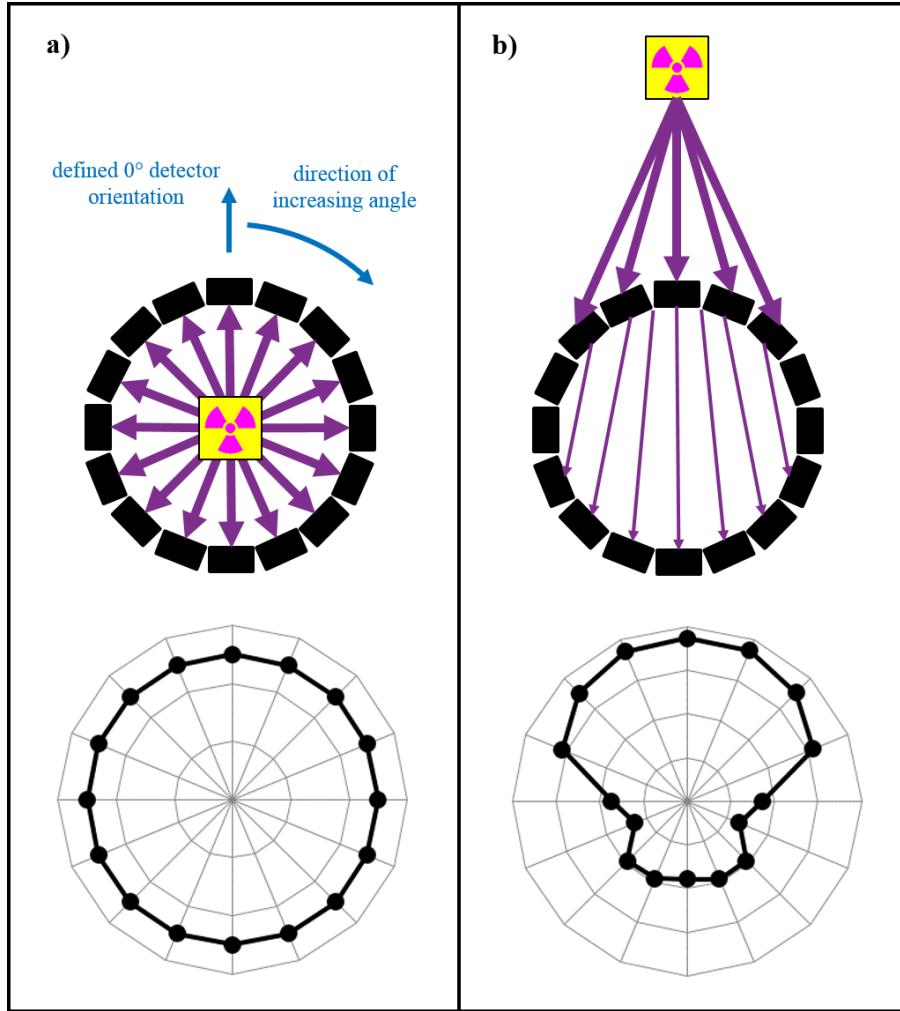 a)
defined 0° detector
orientation
direction of
increasing angle
b)